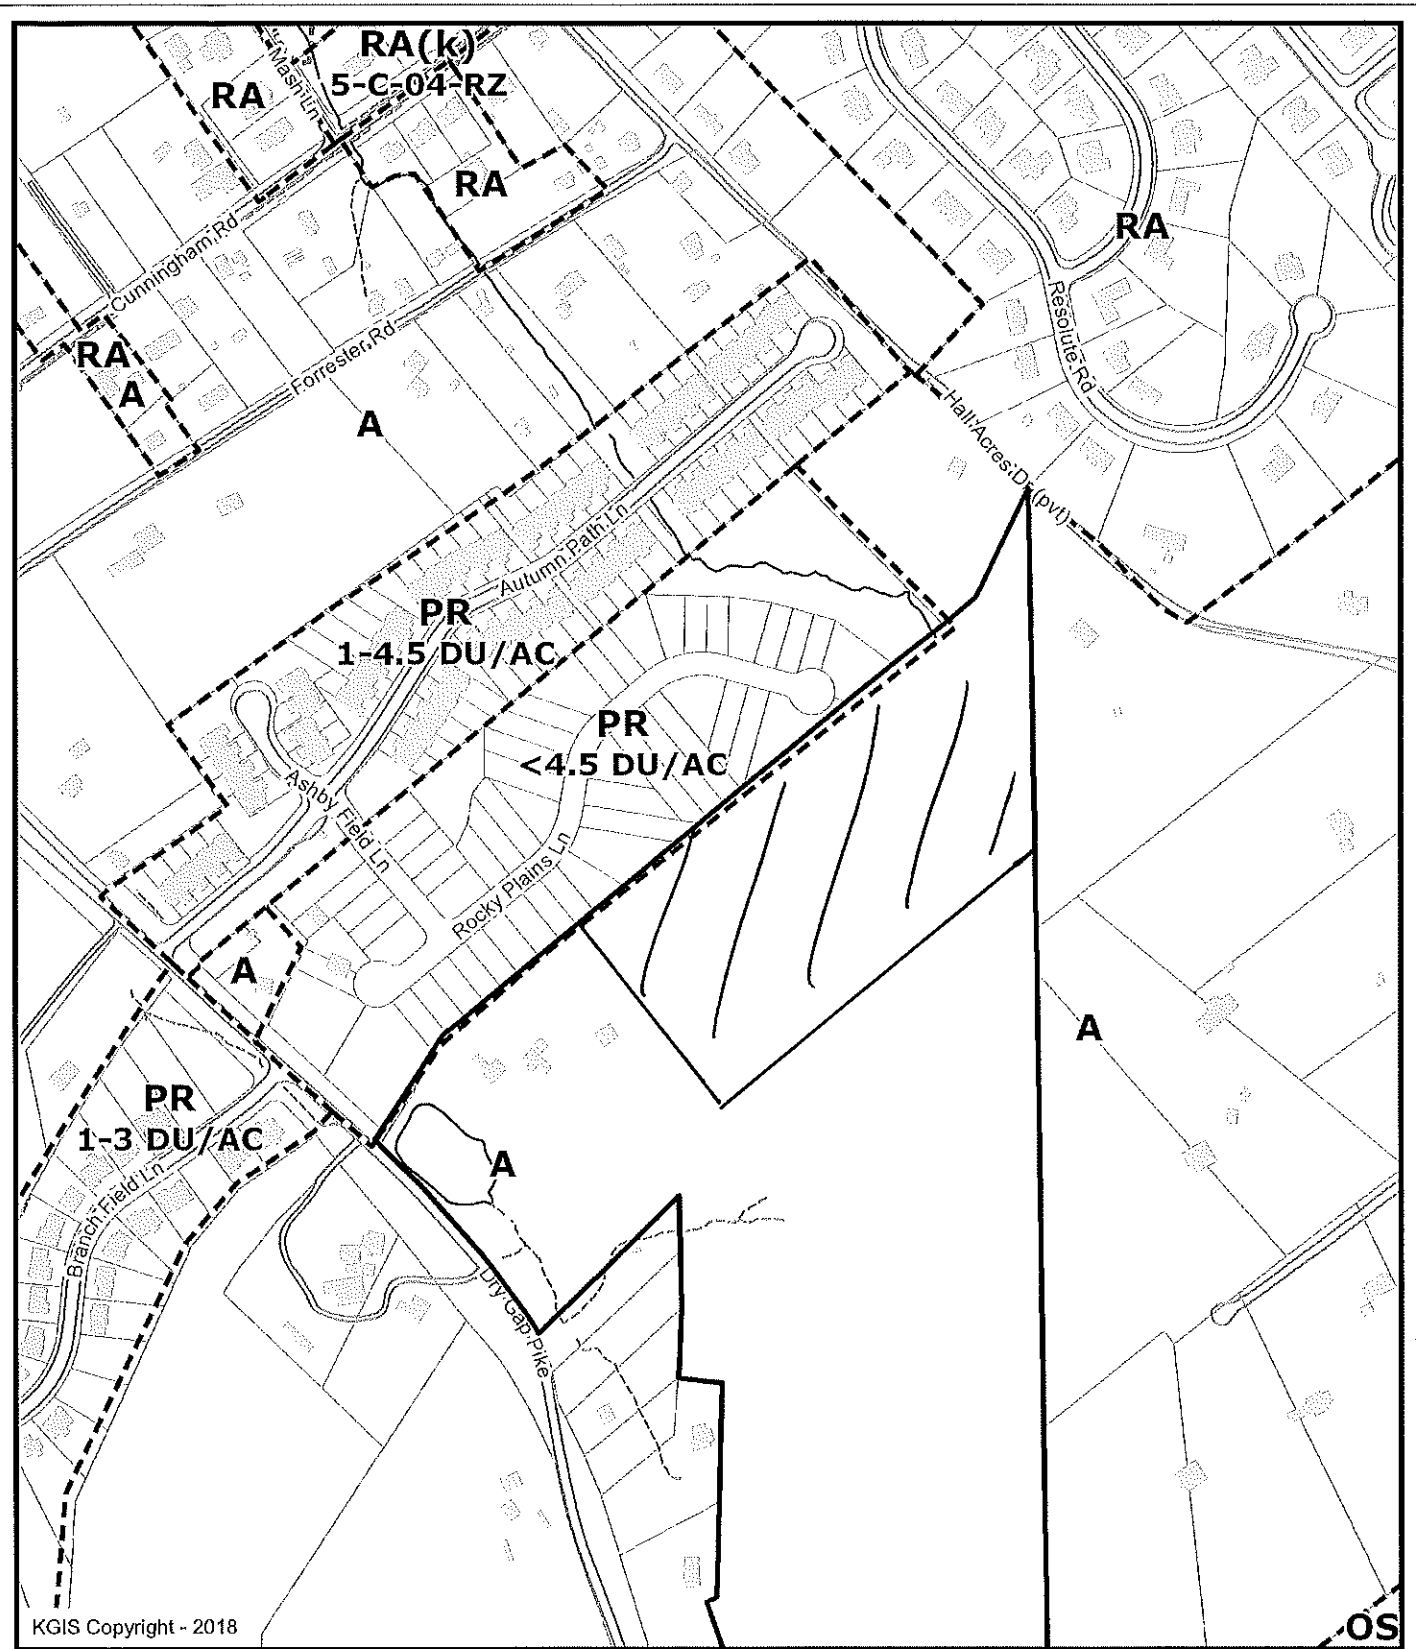 RA(k)
5-C-04-RZ
RA
Mash Ln
RA
RA
Cunningham Rd
Resolute Rd
RA
A
Forrester Rd
A
Hall Acres Dr (pvt)
Autumn Path Ln
PR
1-4.5 DU/AC
PR
<4.5 DU/AC
Ashby Field Ln
Rocky Plains Ln
A
A
PR
1-3 DU/AC
Branch Field Ln
A
Dry Gap Pike
KGIS Copyright - 2018
OS